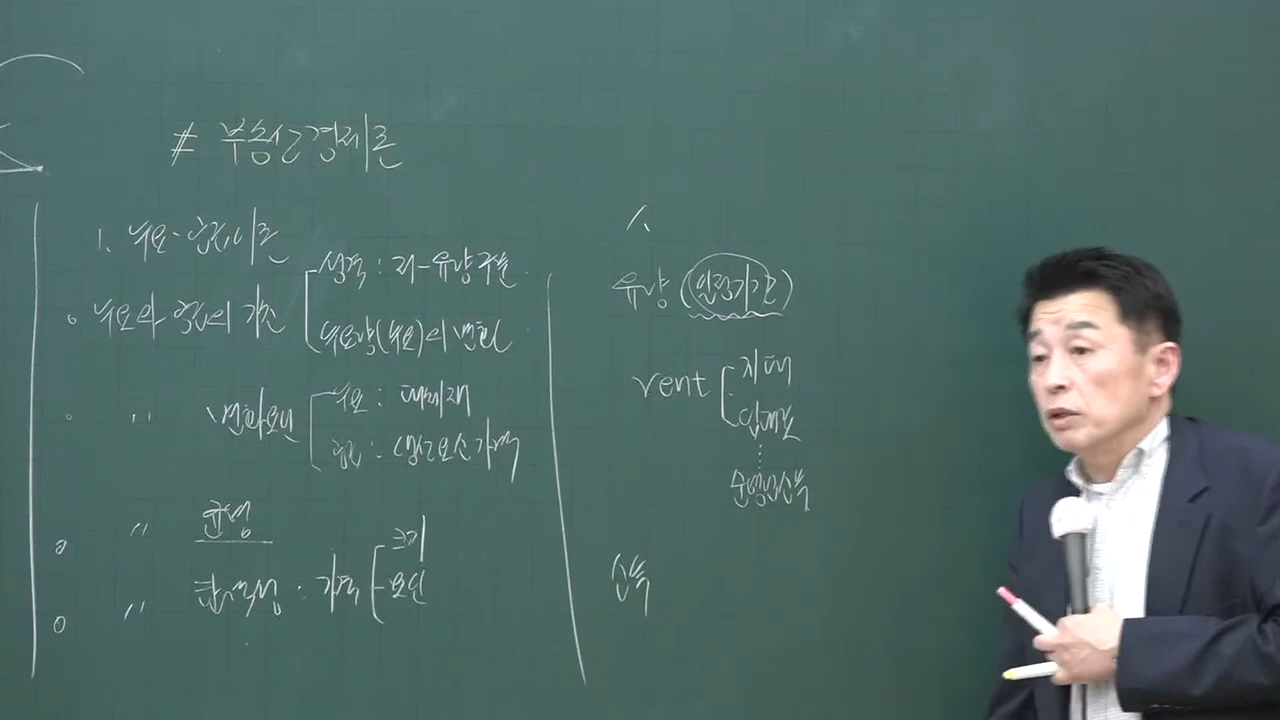 # 부동산경제론
1. 수요·공급이론
◦ 수요와 공급의 개념
성격 : 저-유량구분
수요량(수요)의 변화
◦ 〃 변화요인
수요 : 대체재
공급 : 생산요소가격
◦ 〃 균형
◦ 〃 탄력성 : 가격
크기
요인
유량 (일정기간)
rent
지대
임대료
순영업소득
소득